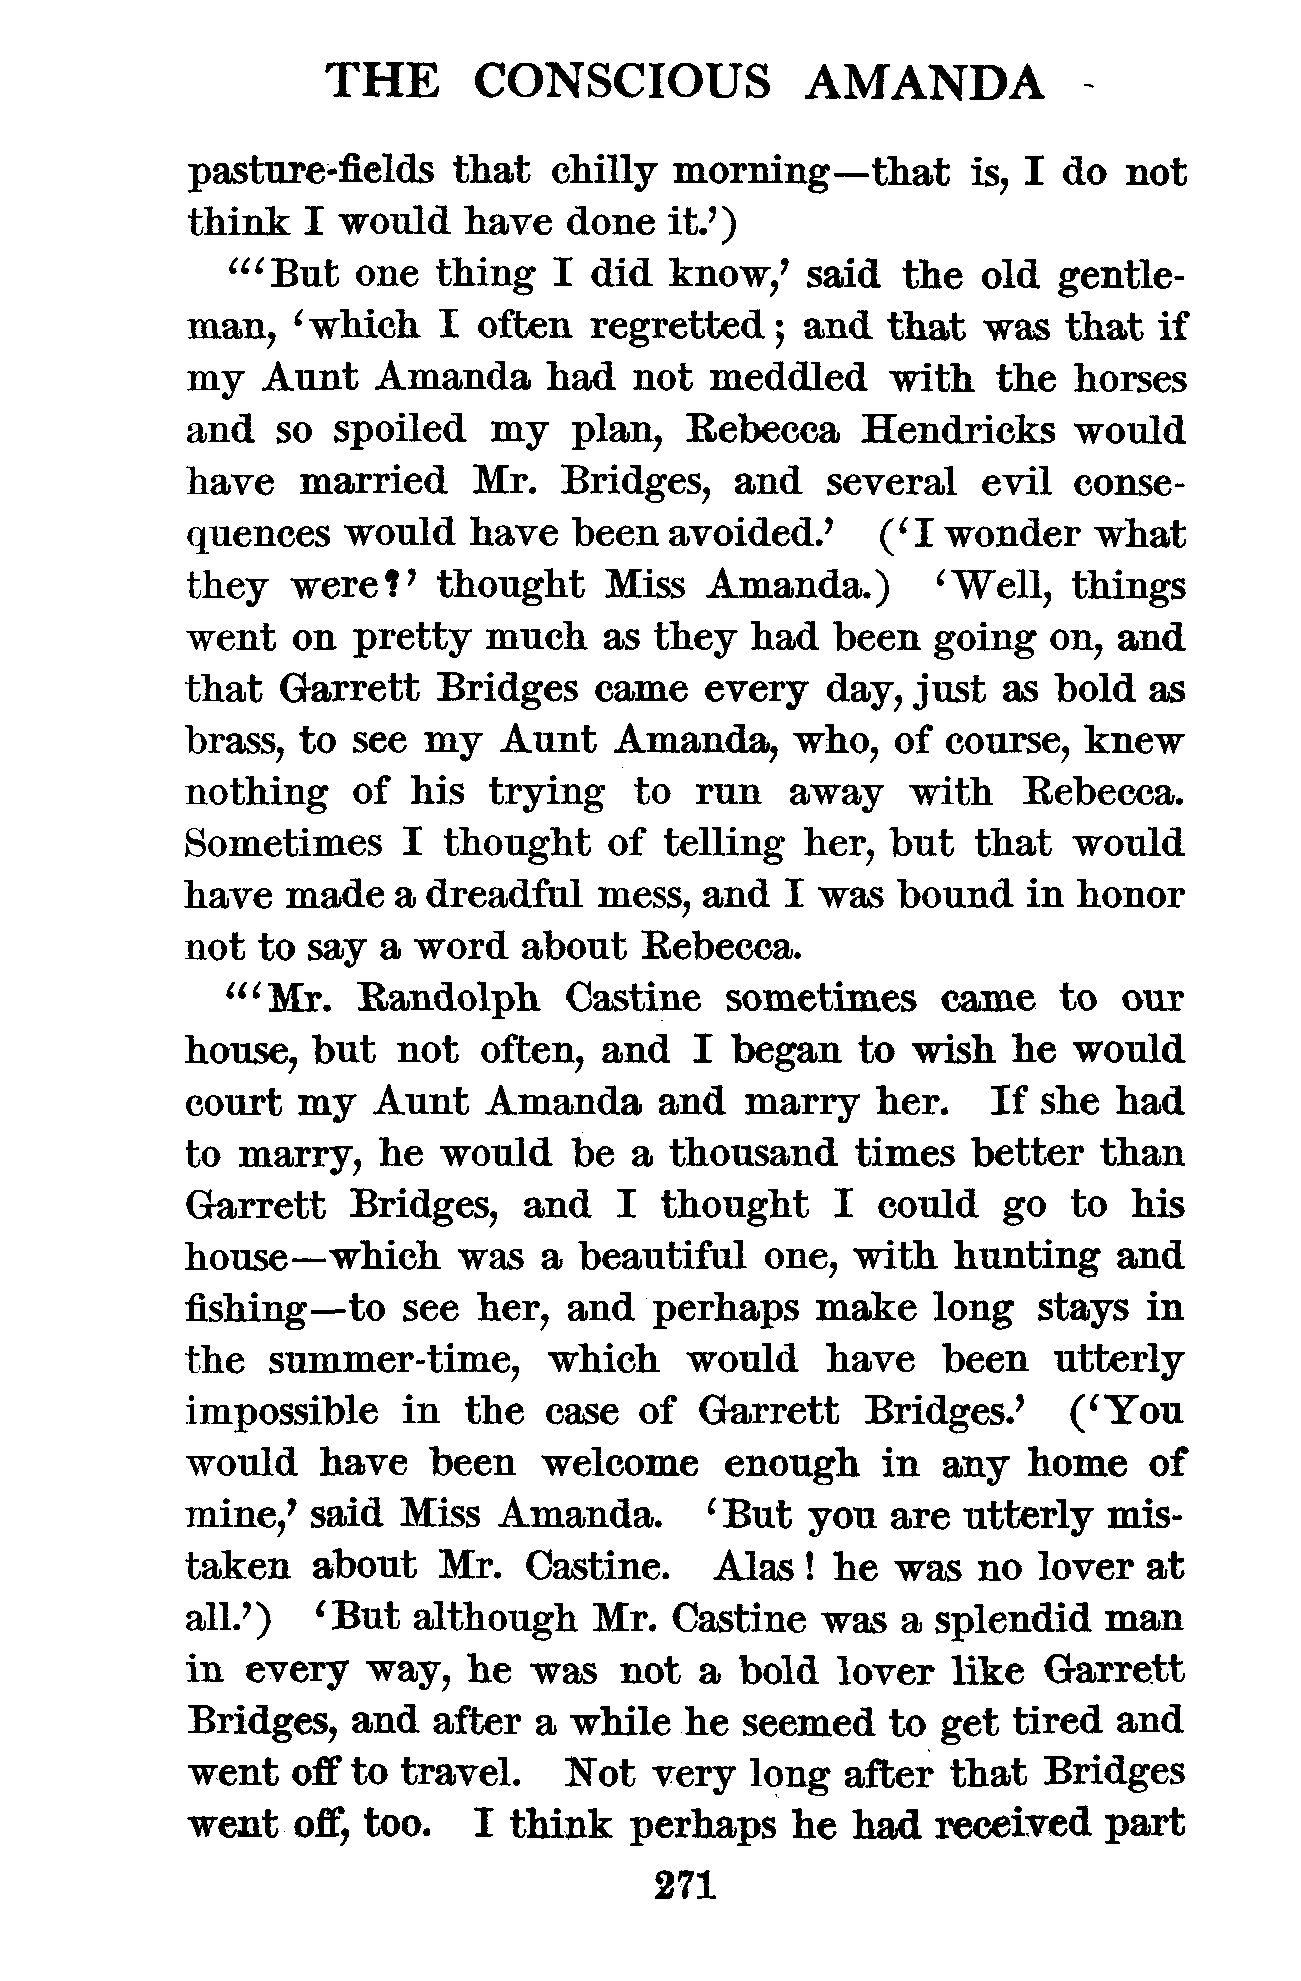 THE CONSCIOUS AMANDA
pasture-fields that chilly morning—that is, I do not
think I would have done it.')
"'But one thing I did know,' said the old gentle-
man, 'which I often regretted; and that was that if
my Aunt Amanda had not meddled with the horses
and so spoiled my plan, Rebecca Hendricks would
have married Mr. Bridges, and several evil conse-
quences would have been avoided.' ('I wonder what
they were?' thought Miss Amanda.) 'Well, things
went on pretty much as they had been going on, and
that Garrett Bridges came every day, just as bold as
brass, to see my Aunt Amanda, who, of course, knew
nothing of his trying to run away with Rebecca.
Sometimes I thought of telling her, but that would
have made a dreadful mess, and I was bound in honor
not to say a word about Rebecca.
"'Mr. Randolph Castine sometimes came to our
house, but not often, and I began to wish he would
court my Aunt Amanda and marry her. If she had
to marry, he would be a thousand times better than
Garrett Bridges, and I thought I could go to his
house—which was a beautiful one, with hunting and
fishing—to see her, and perhaps make long stays in
the summer-time, which would have been utterly
impossible in the case of Garrett Bridges.' ('You
would have been welcome enough in any home of
mine,' said Miss Amanda. 'But you are utterly mis-
taken about Mr. Castine. Alas! he was no lover at
all.') 'But although Mr. Castine was a splendid man
in every way, he was not a bold lover like Garrett
Bridges, and after a while he seemed to get tired and
went off to travel. Not very long after that Bridges
went off, too. I think perhaps he had received part
271